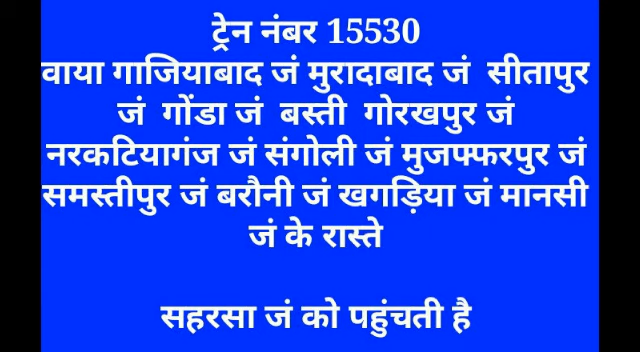 ट्रेन नंबर 15530
वाया गाजियाबाद जं मुरादाबाद जं सीतापुर
जं गोंडा जं बस्ती गोरखपुर जं
नरकटियागंज जं संगोली जं मुजफ्फरपुर जं
समस्तीपुर जं बरौनी जं खगड़िया जं मानसी
जं के रास्ते
सहरसा जं को पहुंचती है